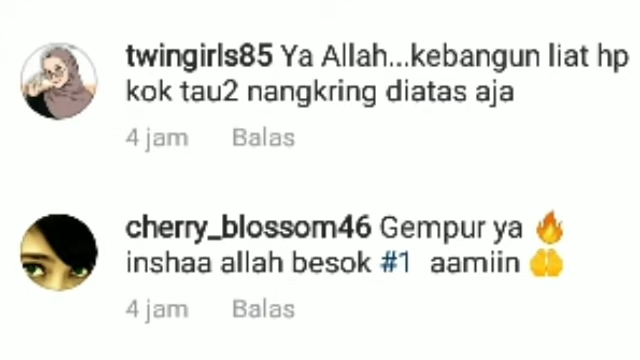 twingirls85 Ya Allah...kebangun liat hp
kok tau2 nangkring diatas aja
4 jam Balas
cherry_blossom46 Gempur ya 🔥
inshaa allah besok #1 aamiin 🤲
4 jam Balas